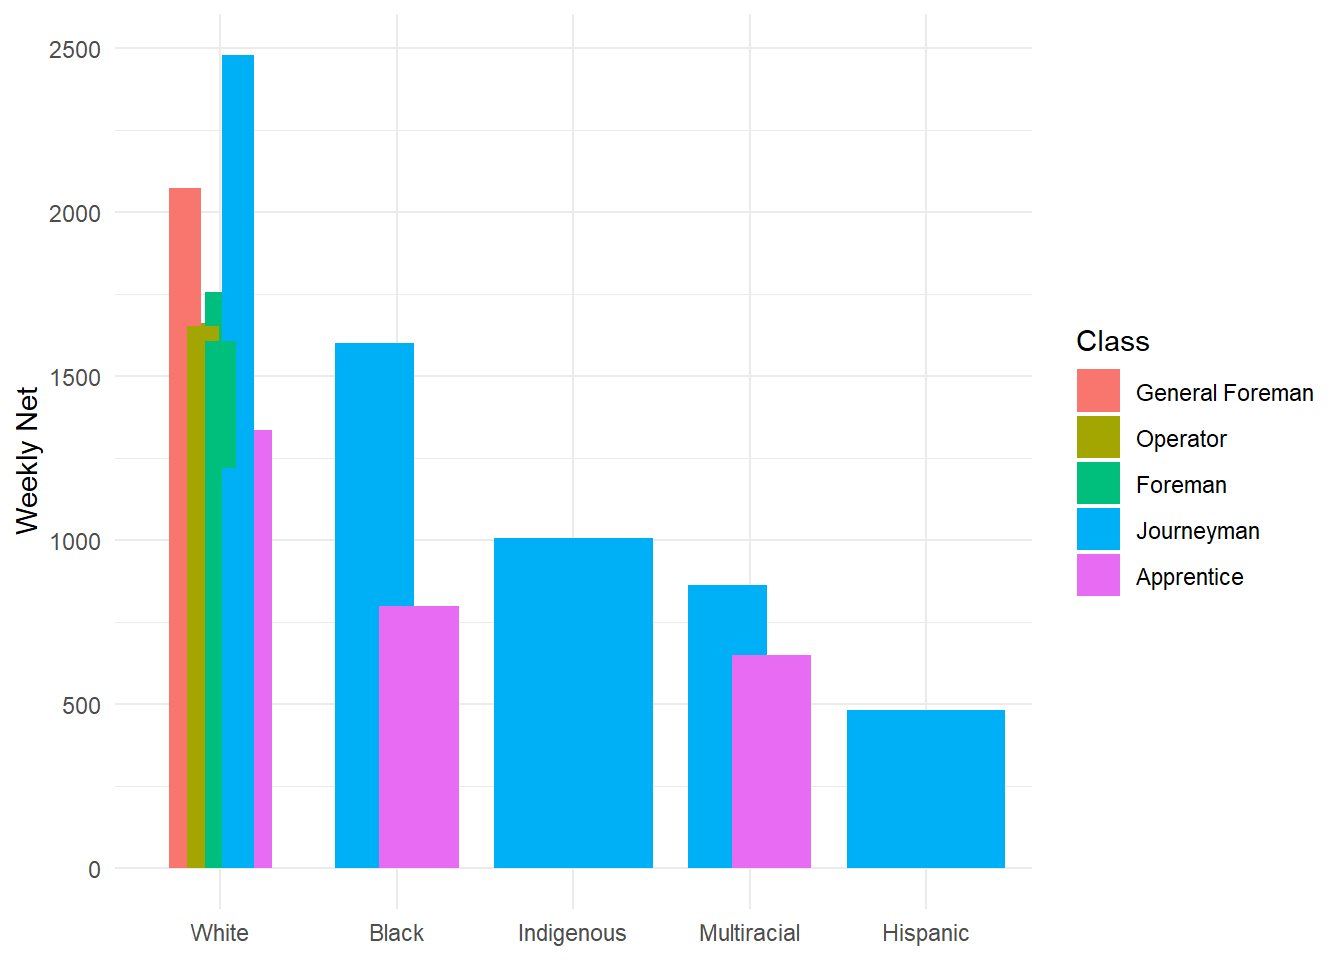 2500
2000
1500
1000
500
0
Weekly Net
White
Black
Indigenous
Multiracial
Hispanic
Class
General Foreman
Operator
Foreman
Journeyman
Apprentice